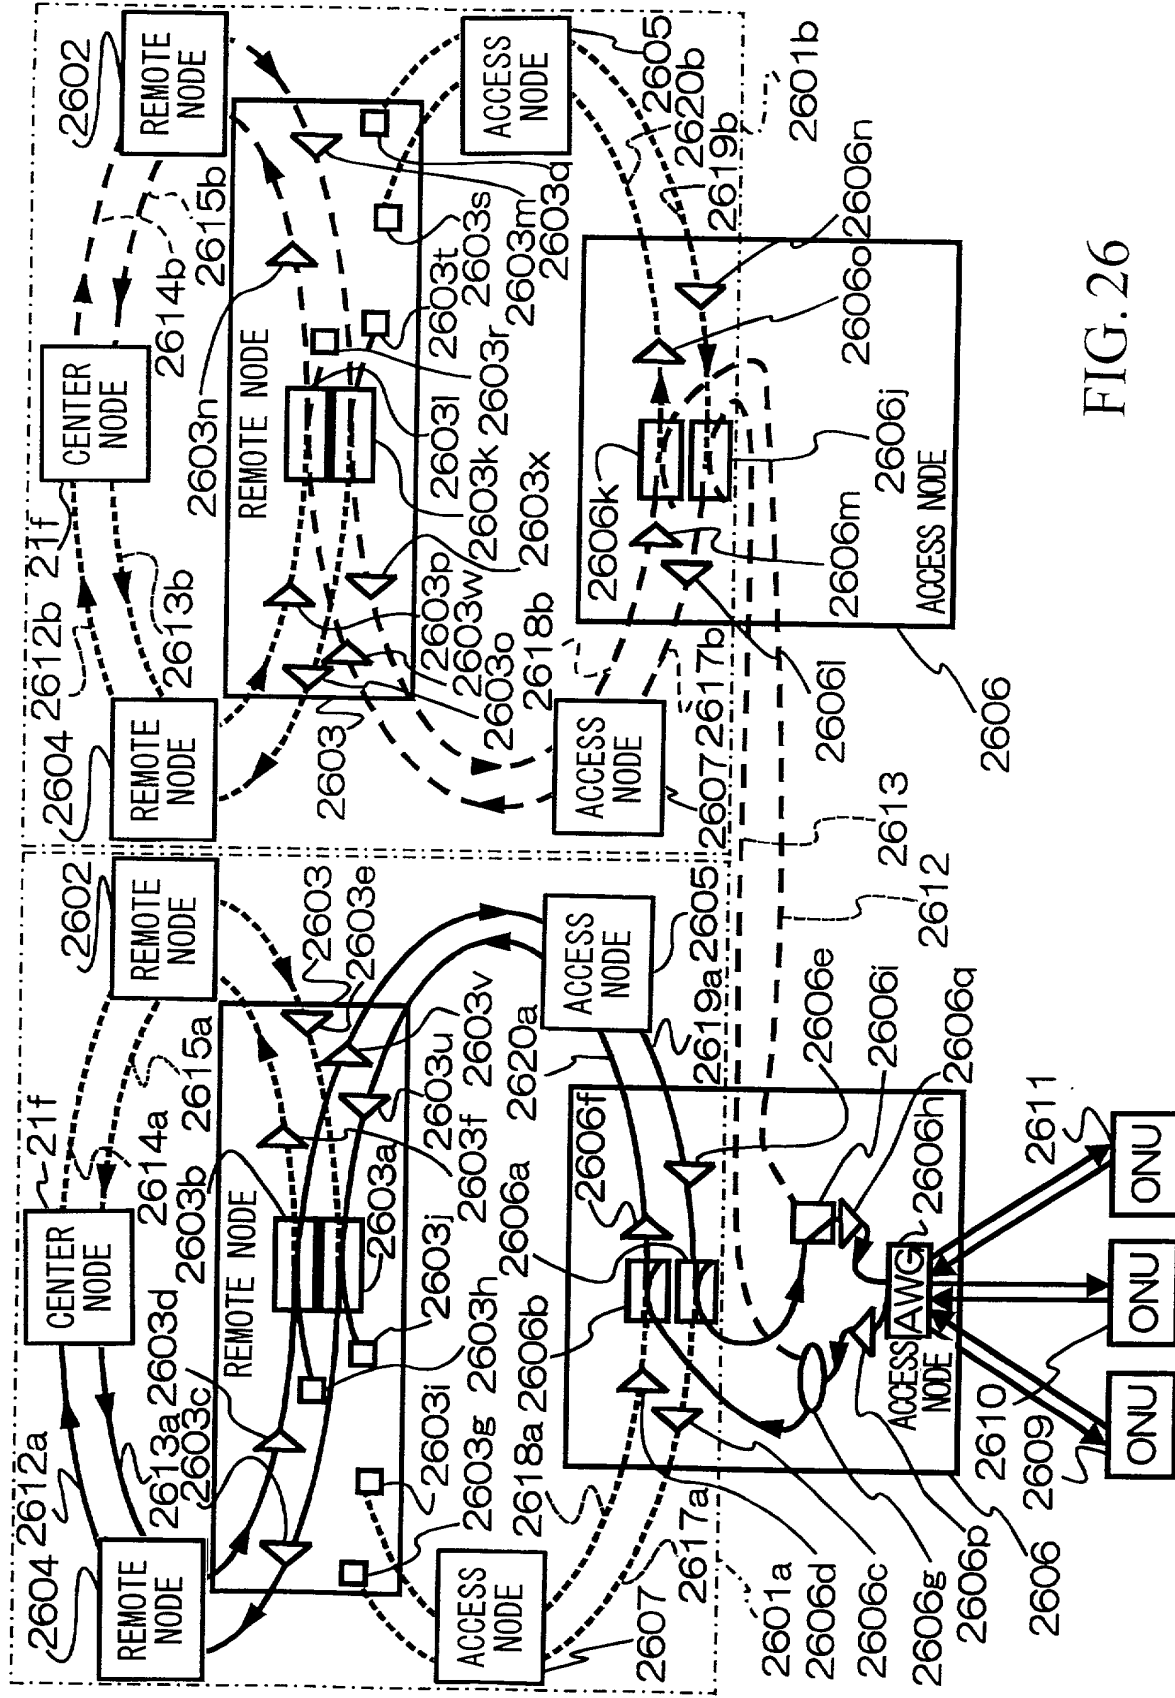 2604
2612a
2613a
2603c
2603d
21f
2614a
2603b
2615a
2602
REMOTE
NODE
CENTER
NODE
REMOTE
NODE
REMOTE NODE
2603
2603e
2603v
2603u
2603f
2603a
2603j
2603h
2603i
2603g
ACCESS
NODE
2607
2617a
2618a
2606b
2606a
2606f
2620a
2619a
2605
ACCESS
NODE
2601a
2606d
2606c
2606g
2606p
2606
2606e
2606i
2606q
2606h
AWG
ACCESS
NODE
2609
2610
2611
ONU
ONU
ONU
2612
2613
2604
2612b
2613b
21f
2614b
2615b
2602
REMOTE
NODE
CENTER
NODE
REMOTE
NODE
2603n
REMOTE NODE
2603
2603o
2603w
2603p
2603x
2603k
2603l
2603r
2603t
2603s
2603m
2603q
ACCESS
NODE
2607
2617b
2618b
2606k
2605
ACCESS
NODE
2620b
2619b
2601b
2606n
2606o
2606j
2606m
2606l
ACCESS NODE
2606
FIG.26